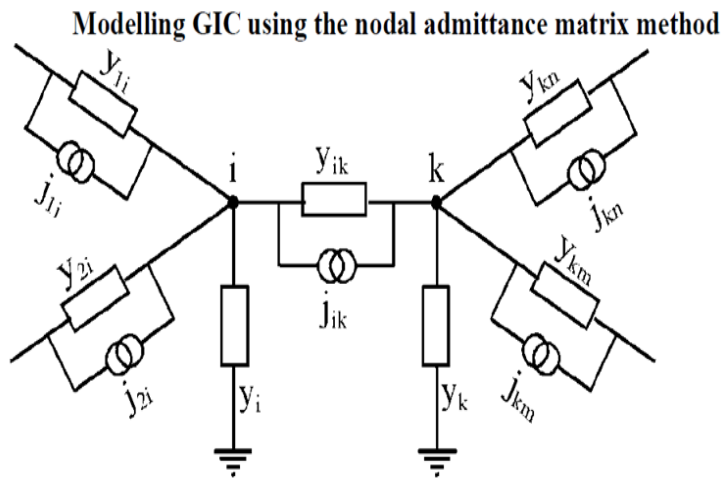 Modelling GIC using the nodal admittance matrix method
y1i
j1i
ykn
jkn
i
yik
k
jik
y2i
j2i
ykm
jkm
yi
yk